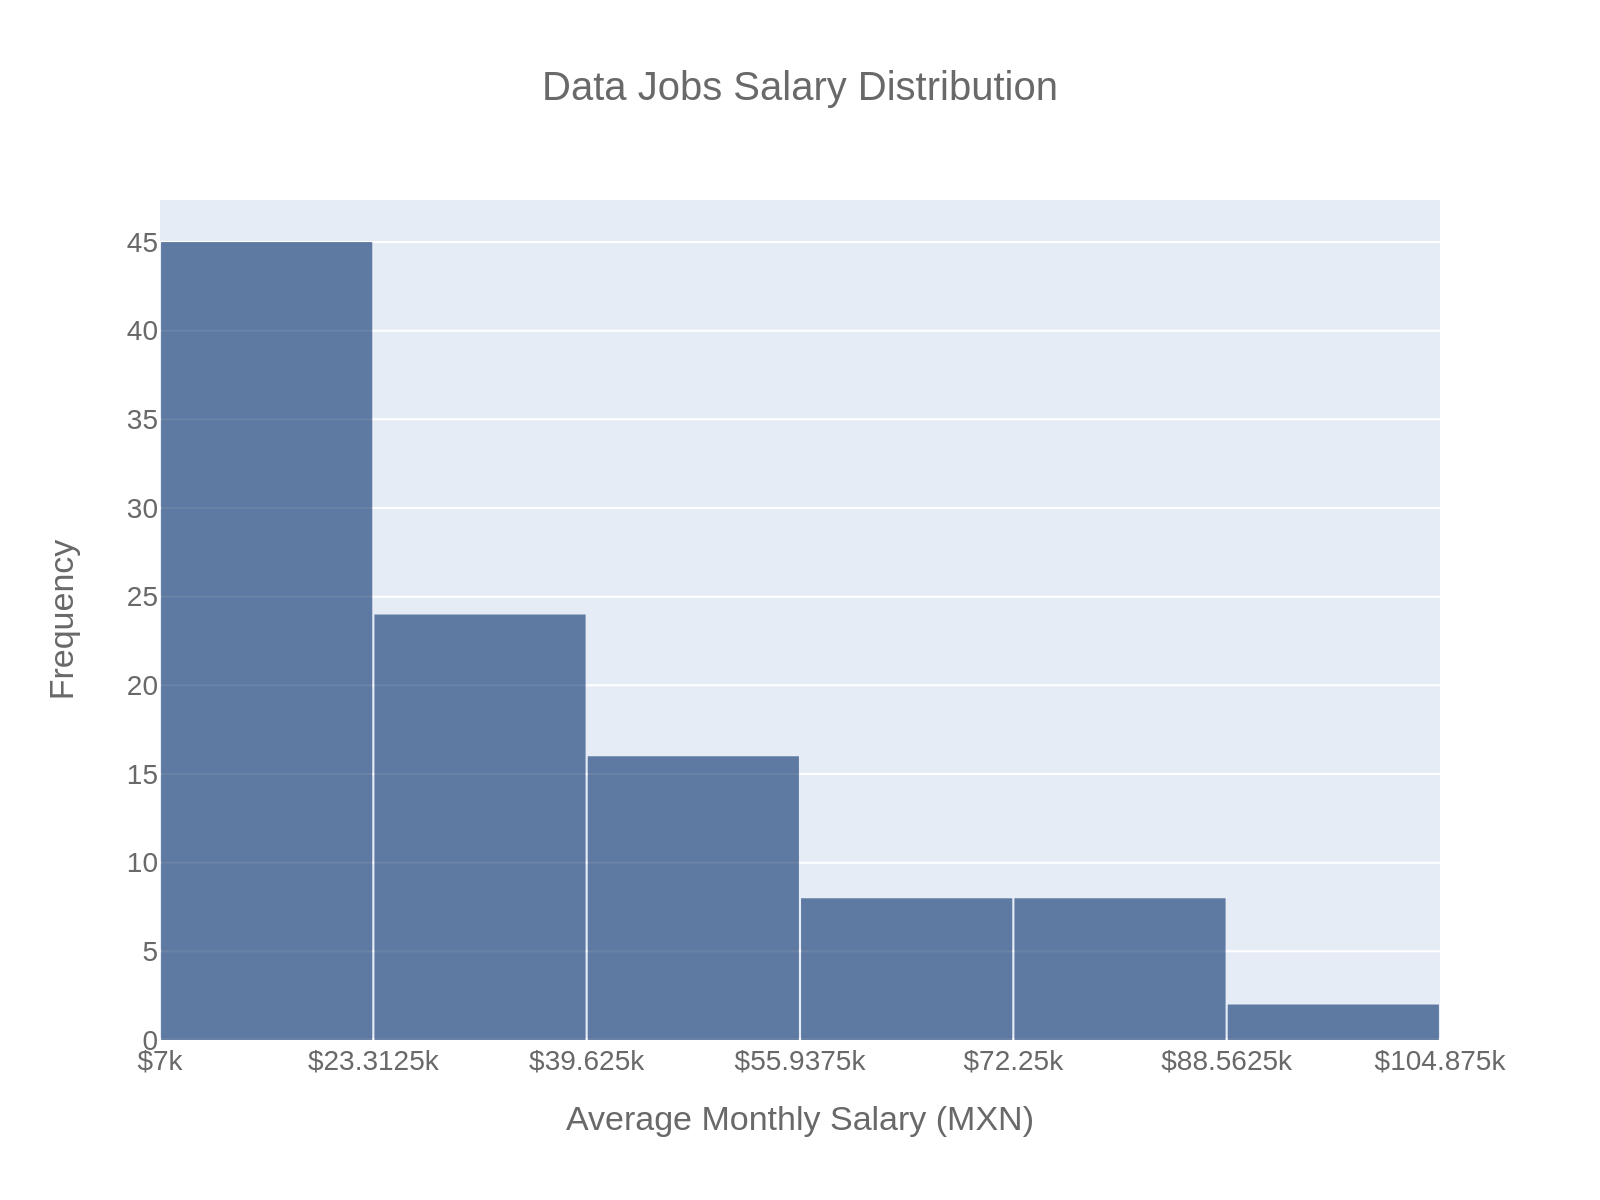 Data Jobs Salary Distribution
Frequency
45
40
35
30
25
20
15
10
5
0
$7k $23.3125k $39.625k $55.9375k $72.25k $88.5625k $104.875k
Average Monthly Salary (MXN)